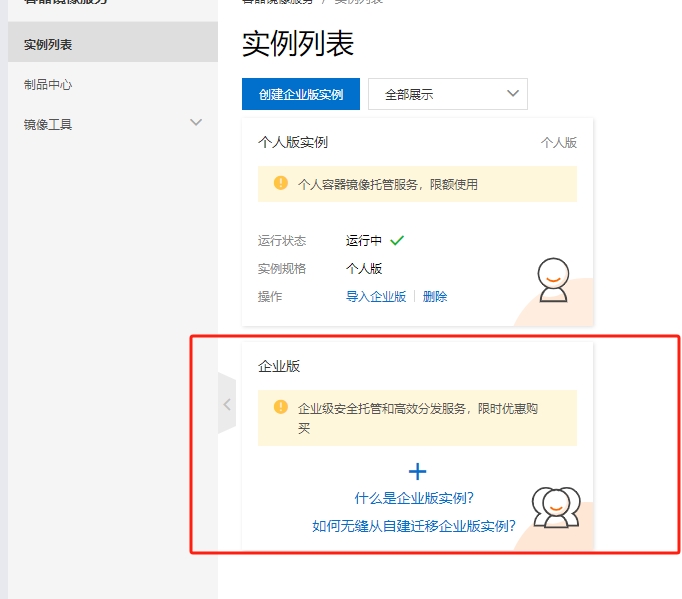 容器镜像服务 / 实例列表
容器镜像服务
实例列表
实例列表
制品中心
创建企业版实例
全部展示
镜像工具
个人版实例
个人版
个人容器镜像托管服务，限额使用
运行状态
运行中
实例规格
个人版
操作
导入企业版
删除
企业版
企业级安全托管和高效分发服务，限时优惠购
买
什么是企业版实例?
如何无缝从自建迁移企业版实例?